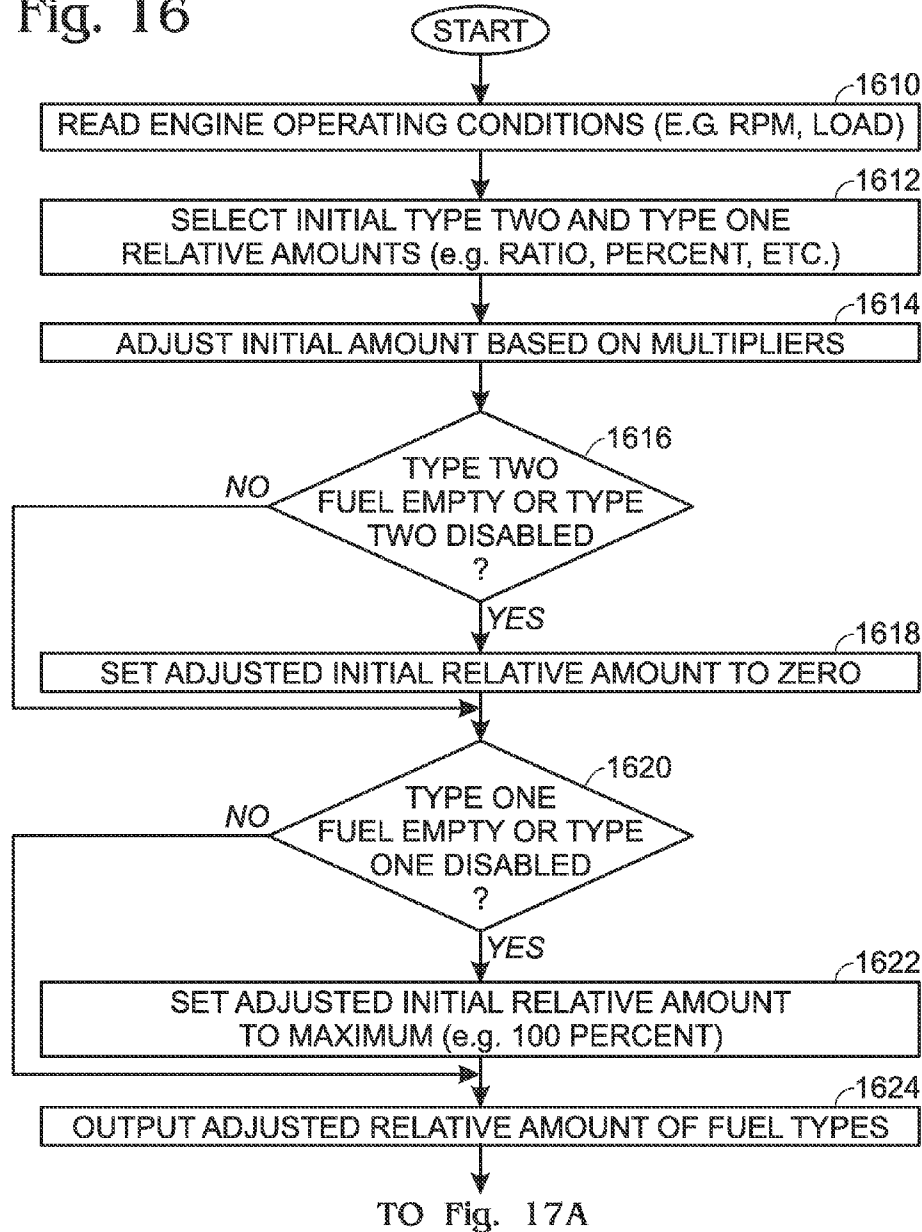 Fig. 16
START
1610
READ ENGINE OPERATING CONDITIONS (E.G. RPM, LOAD)
1612
SELECT INITIAL TYPE TWO AND TYPE ONE
RELATIVE AMOUNTS (e.g. RATIO, PERCENT, ETC.)
1614
ADJUST INITIAL AMOUNT BASED ON MULTIPLIERS
1616
TYPE TWO
FUEL EMPTY OR TYPE
TWO DISABLED
?
NO
YES
1618
SET ADJUSTED INITIAL RELATIVE AMOUNT TO ZERO
1620
TYPE ONE
FUEL EMPTY OR TYPE
ONE DISABLED
?
NO
YES
1622
SET ADJUSTED INITIAL RELATIVE AMOUNT
TO MAXIMUM (e.g. 100 PERCENT)
1624
OUTPUT ADJUSTED RELATIVE AMOUNT OF FUEL TYPES
TO Fig. 17A